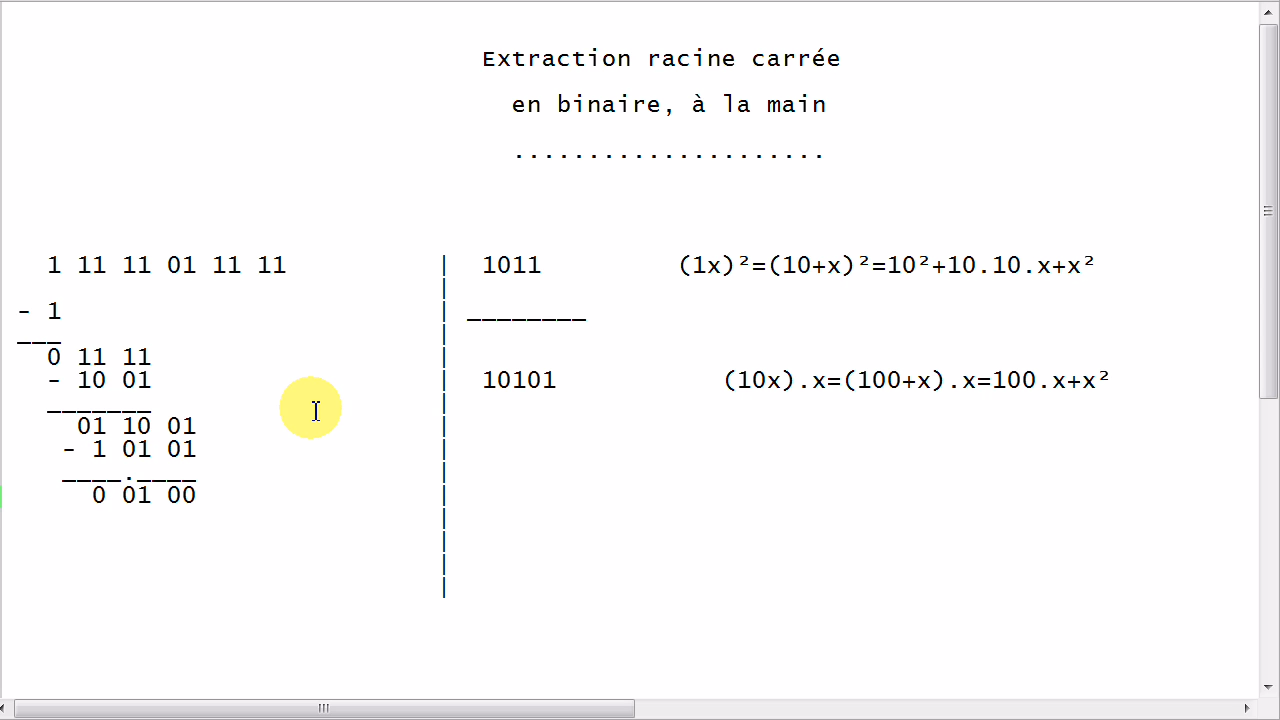 Extraction racine carrée
en binaire, à la main
.....................
1 11 11 01 11 11 | 1011 (1x)²=(10+x)²=10²+10.10.x+x²
|
- 1 | ________
___ |
0 11 11 |
- 10 01 | 10101 (10x).x=(100+x).x=100.x+x²
_______ |
01 10 01 |
- 1 01 01 |
____.____ |
0 01 00 |
|
|
|
|